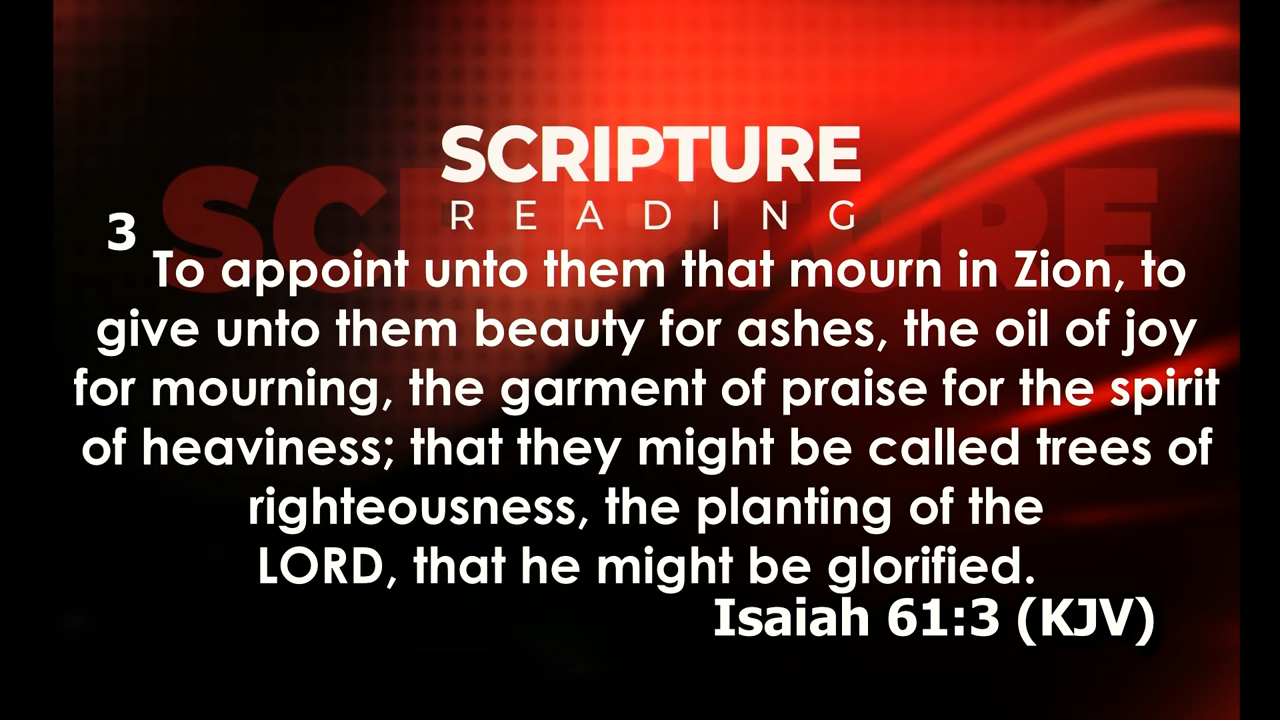 SCRIPTURE
SCRIPTURE
READING
3
To appoint unto them that mourn in Zion, to
give unto them beauty for ashes, the oil of joy
for mourning, the garment of praise for the spirit
of heaviness; that they might be called trees of
righteousness, the planting of the
LORD, that he might be glorified.
Isaiah 61:3 (KJV)